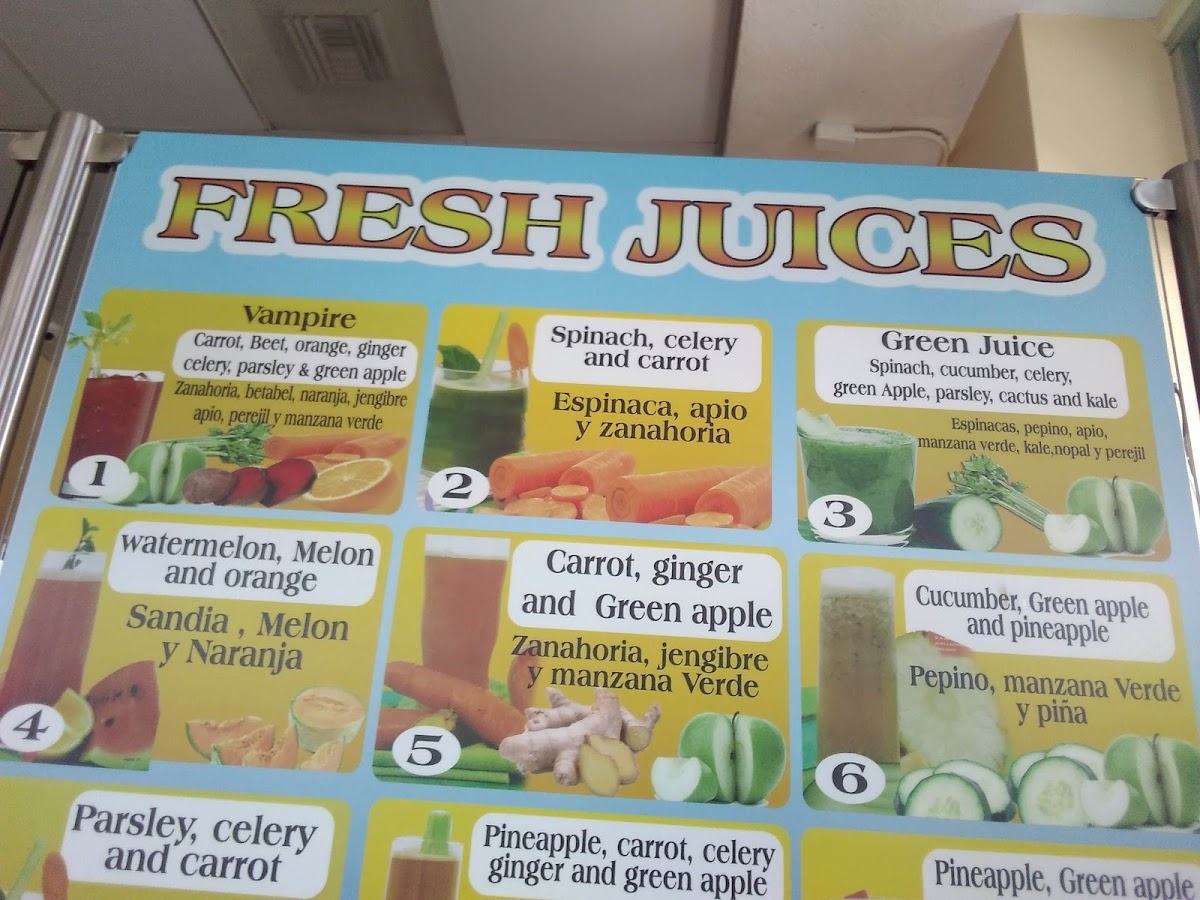 FRESH JUICES
Vampire
Carrot, Beet, orange, ginger
celery, parsley & green apple
Zanahoria, betabel, naranja, jengibre
apio, perejil y manzana verde
1
Spinach, celery
and carrot
Espinaca, apio
y zanahoria
2
Green Juice
Spinach, cucumber, celery,
green Apple, parsley, cactus and kale
Espinacas, pepino, apio,
manzana verde, kale,nopal y perejil
3
watermelon, Melon
and orange
Sandia , Melon
y Naranja
4
Carrot, ginger
and Green apple
Zanahoria, jengibre
y manzana Verde
5
Cucumber, Green apple
and pineapple
Pepino, manzana Verde
y piña
6
Parsley, celery
and carrot
Pineapple, carrot, celery
ginger and green apple
Pineapple, Green apple